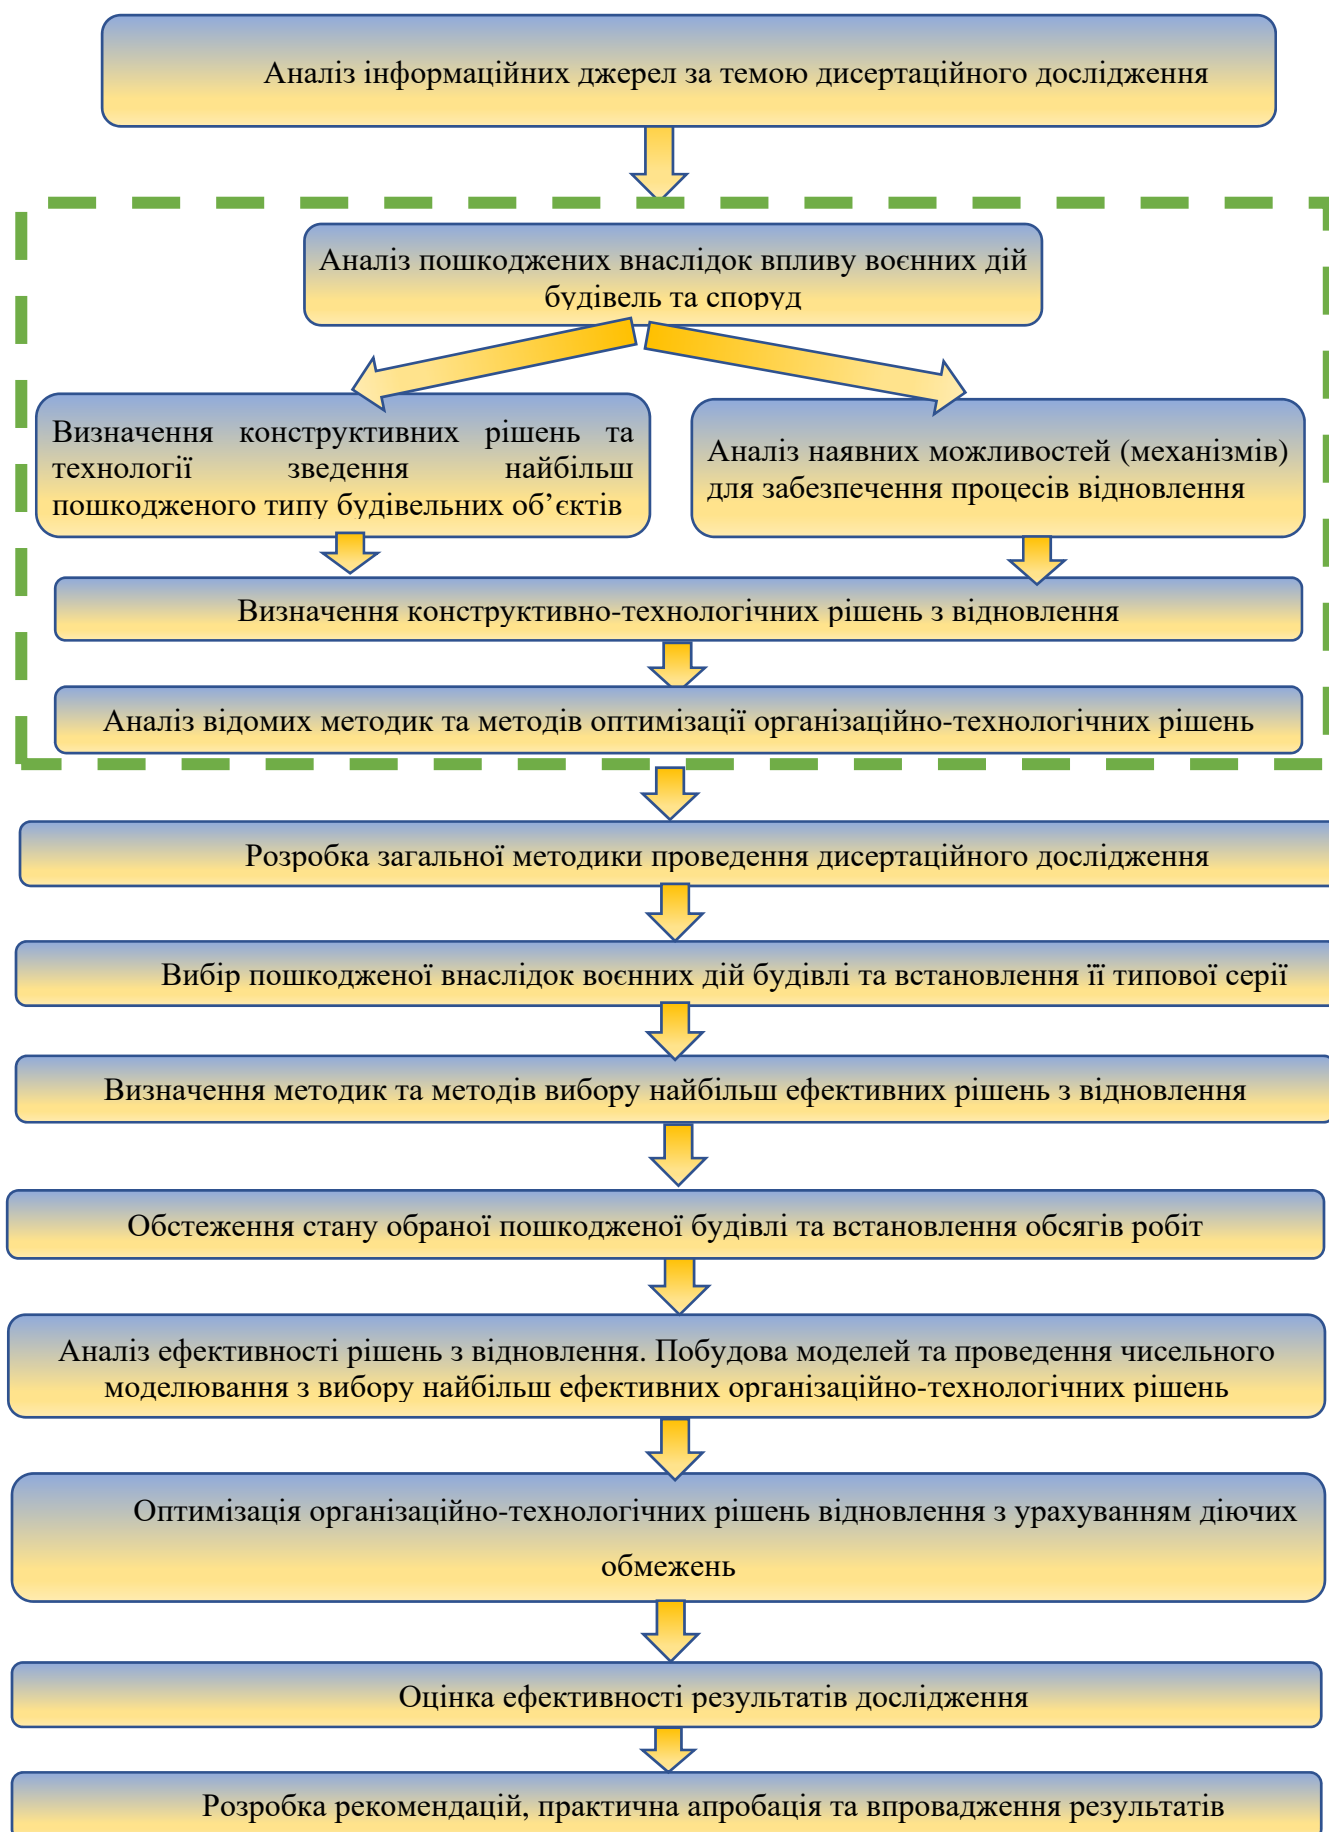 Аналіз інформаційних джерел за темою дисертаційного дослідження
Аналіз пошкоджених внаслідок впливу воєнних дій
будівель та споруд
Визначення конструктивних рішень та
технології зведення найбільш
пошкодженого типу будівельних об’єктів
Аналіз наявних можливостей (механізмів)
для забезпечення процесів відновлення
Визначення конструктивно-технологічних рішень з відновлення
Аналіз відомих методик та методів оптимізації організаційно-технологічних рішень
Розробка загальної методики проведення дисертаційного дослідження
Вибір пошкодженої внаслідок воєнних дій будівлі та встановлення її типової серії
Визначення методик та методів вибору найбільш ефективних рішень з відновлення
Обстеження стану обраної пошкодженої будівлі та встановлення обсягів робіт
Аналіз ефективності рішень з відновлення. Побудова моделей та проведення чисельного
моделювання з вибору найбільш ефективних організаційно-технологічних рішень
Оптимізація організаційно-технологічних рішень відновлення з урахуванням діючих
обмежень
Оцінка ефективності результатів дослідження
Розробка рекомендацій, практична апробація та впровадження результатів